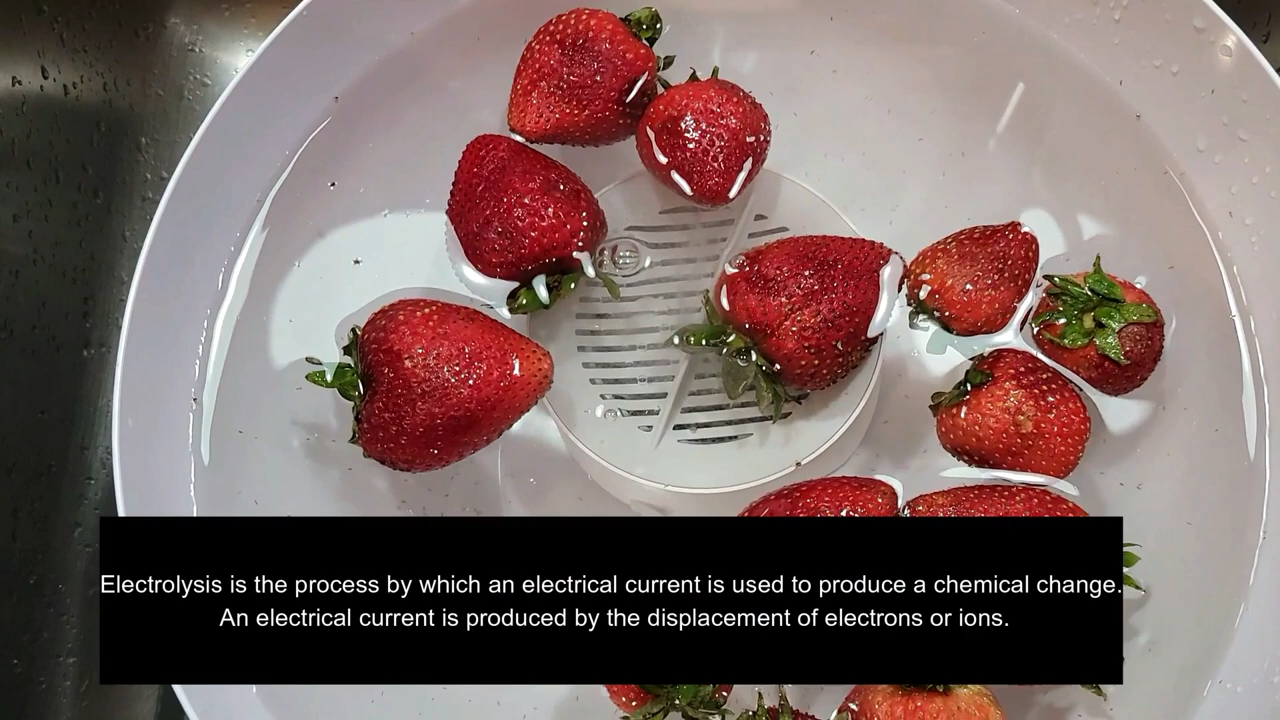 Electrolysis is the process by which an electrical current is used to produce a chemical change.
An electrical current is produced by the displacement of electrons or ions.